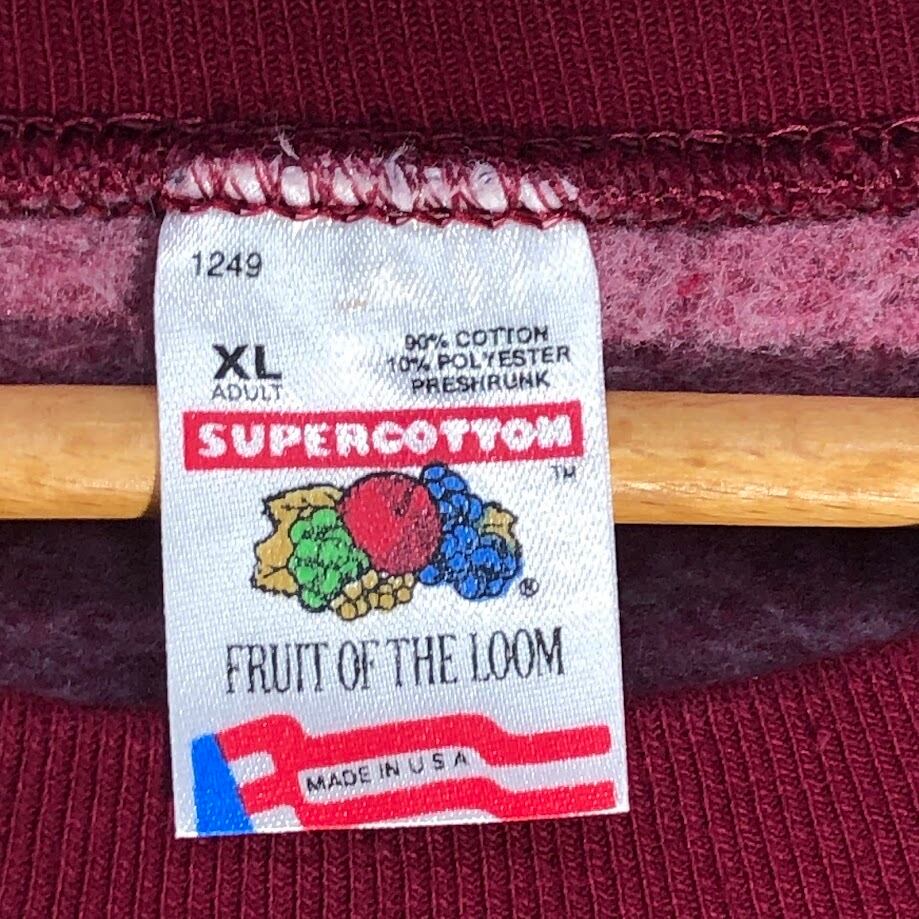 1249
XL
ADULT
90% COTTON
10% POLYESTER
PRESHRUNK
SUPERCOTTON
TM
®
FRUIT OF THE LOOM
MADE IN U S A